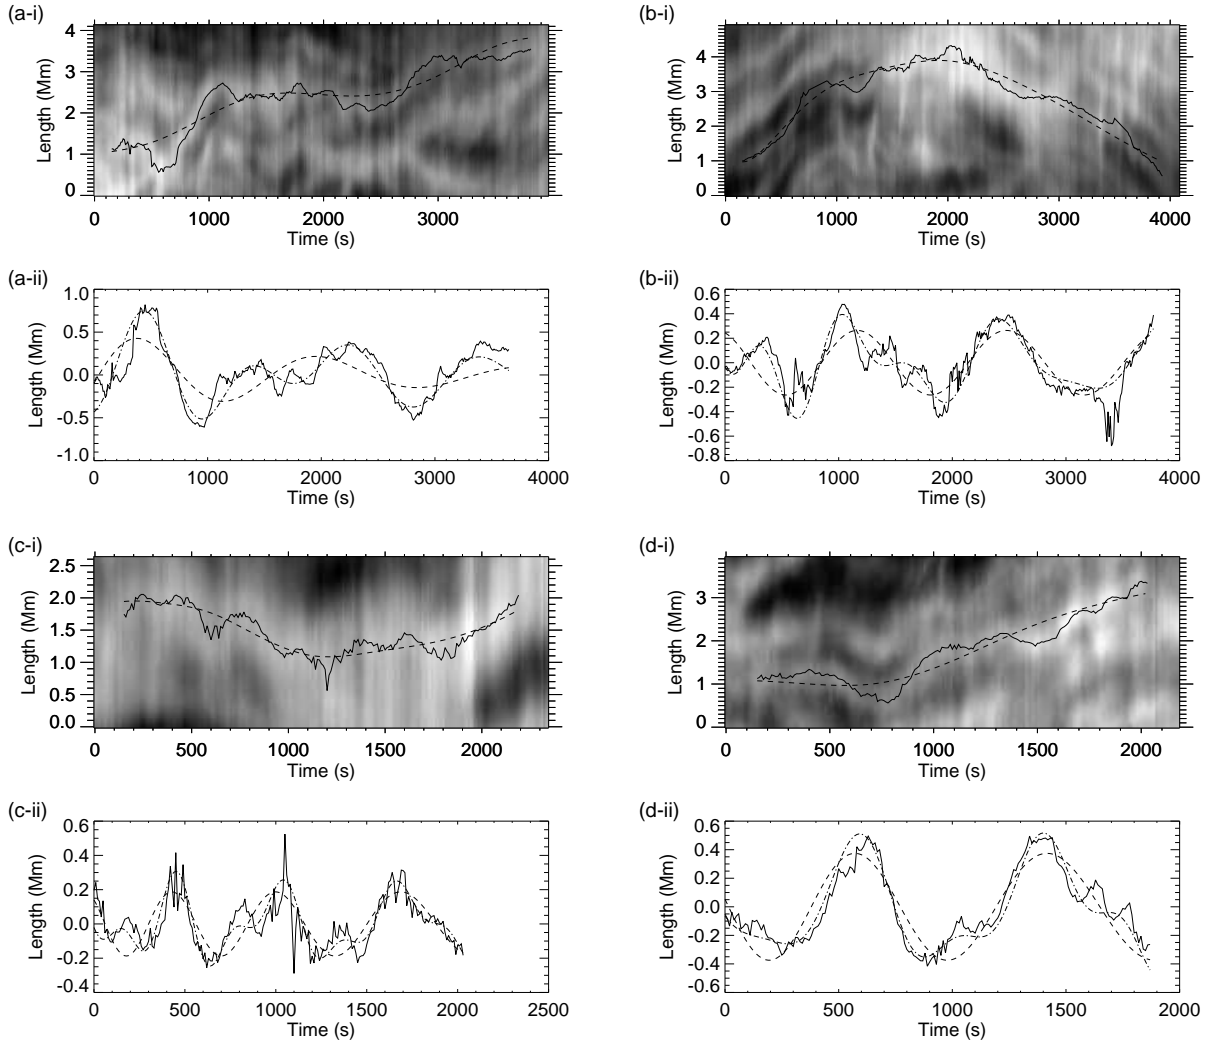 (a-i)
Length (Mm)
4
3
2
1
0
0 1000 2000 3000
Time (s)
(b-i)
Length (Mm)
4
3
2
1
0
0 1000 2000 3000 4000
Time (s)
(a-ii)
Length (Mm)
1.0
0.5
0.0
-0.5
-1.0
0 1000 2000 3000 4000
Time (s)
(b-ii)
Length (Mm)
0.6
0.4
0.2
-0.0
-0.2
-0.4
-0.6
-0.8
0 1000 2000 3000 4000
Time (s)
(c-i)
Length (Mm)
2.5
2.0
1.5
1.0
0.5
0.0
0 500 1000 1500 2000
Time (s)
(d-i)
Length (Mm)
3
2
1
0
0 500 1000 1500 2000
Time (s)
(c-ii)
Length (Mm)
0.6
0.4
0.2
-0.0
-0.2
-0.4
0 500 1000 1500 2000 2500
Time (s)
(d-ii)
Length (Mm)
0.6
0.4
0.2
-0.0
-0.2
-0.4
-0.6
0 500 1000 1500 2000
Time (s)